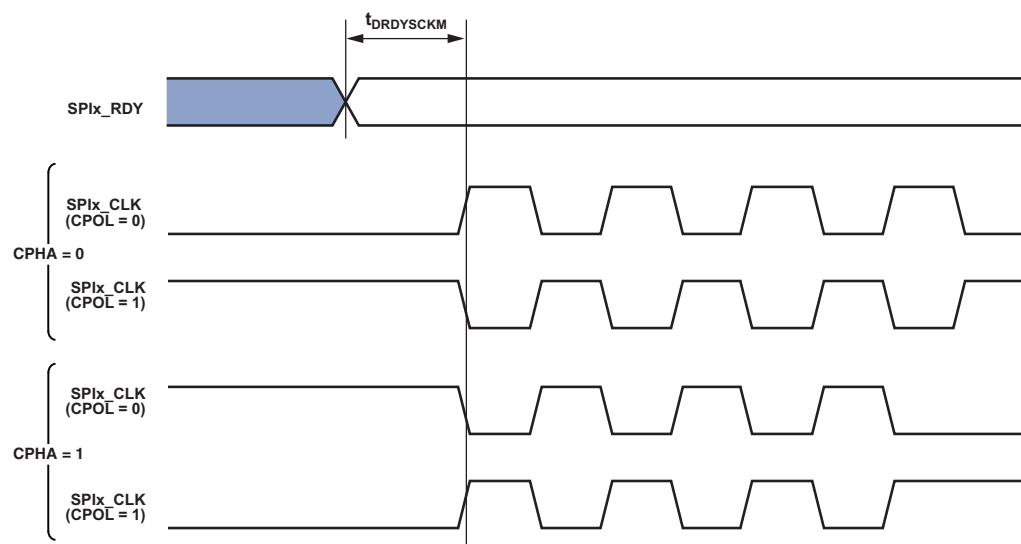 tDRDYSCKM
SPIx_RDY
SPIx_CLK
(CPOL = 0)
CPHA = 0
SPIx_CLK
(CPOL = 1)
SPIx_CLK
(CPOL = 0)
CPHA = 1
SPIx_CLK
(CPOL = 1)